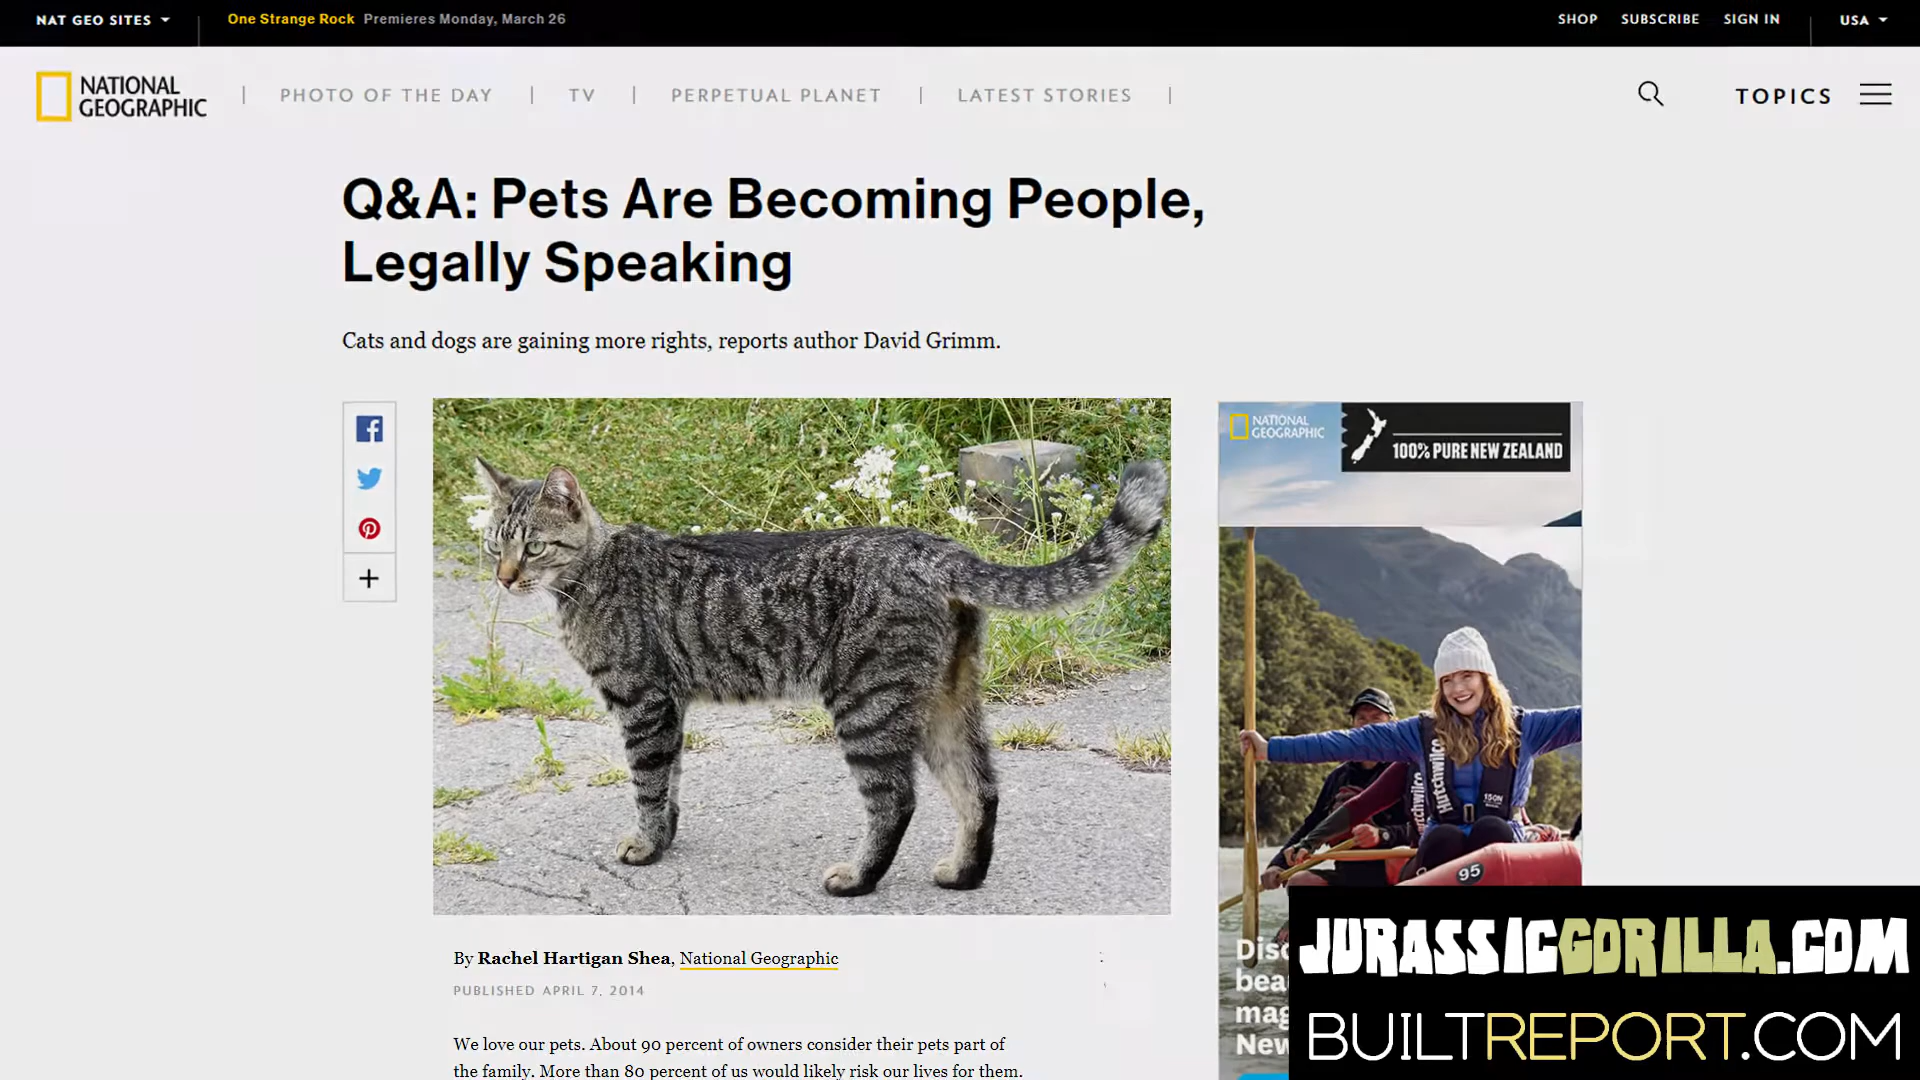 NAT GEO SITES
One Strange Rock Premieres Monday, March 26
SHOP SUBSCRIBE SIGN IN USA
NATIONAL
GEOGRAPHIC
PHOTO OF THE DAY
TV
PERPETUAL PLANET
LATEST STORIES
TOPICS
Q&A: Pets Are Becoming People,
Legally Speaking
Cats and dogs are gaining more rights, reports author David Grimm.
NATIONAL
GEOGRAPHIC
100% PURE NEW ZEALAND
Hutchwilco
Hutchwilco
150N
95
By Rachel Hartigan Shea, National Geographic
PUBLISHED APRIL 7, 2014
We love our pets. About 90 percent of owners consider their pets part of
the family. More than 80 percent of us would likely risk our lives for them.
New
JURASSICGORILLA.COM
BUILTREPORT.COM